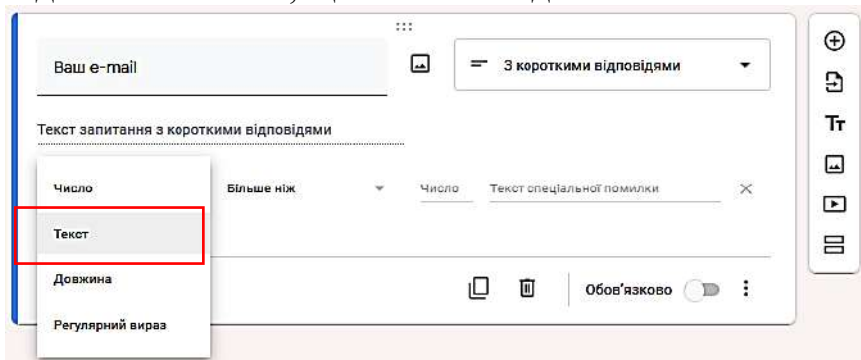 Ваш e-mail
З короткими відповідями
Текст запитання з короткими відповідями
Число
Більше ніж
Число
Текст спеціальної помилки
Текст
Довжина
Обов'язково
Регулярний вираз
Тт